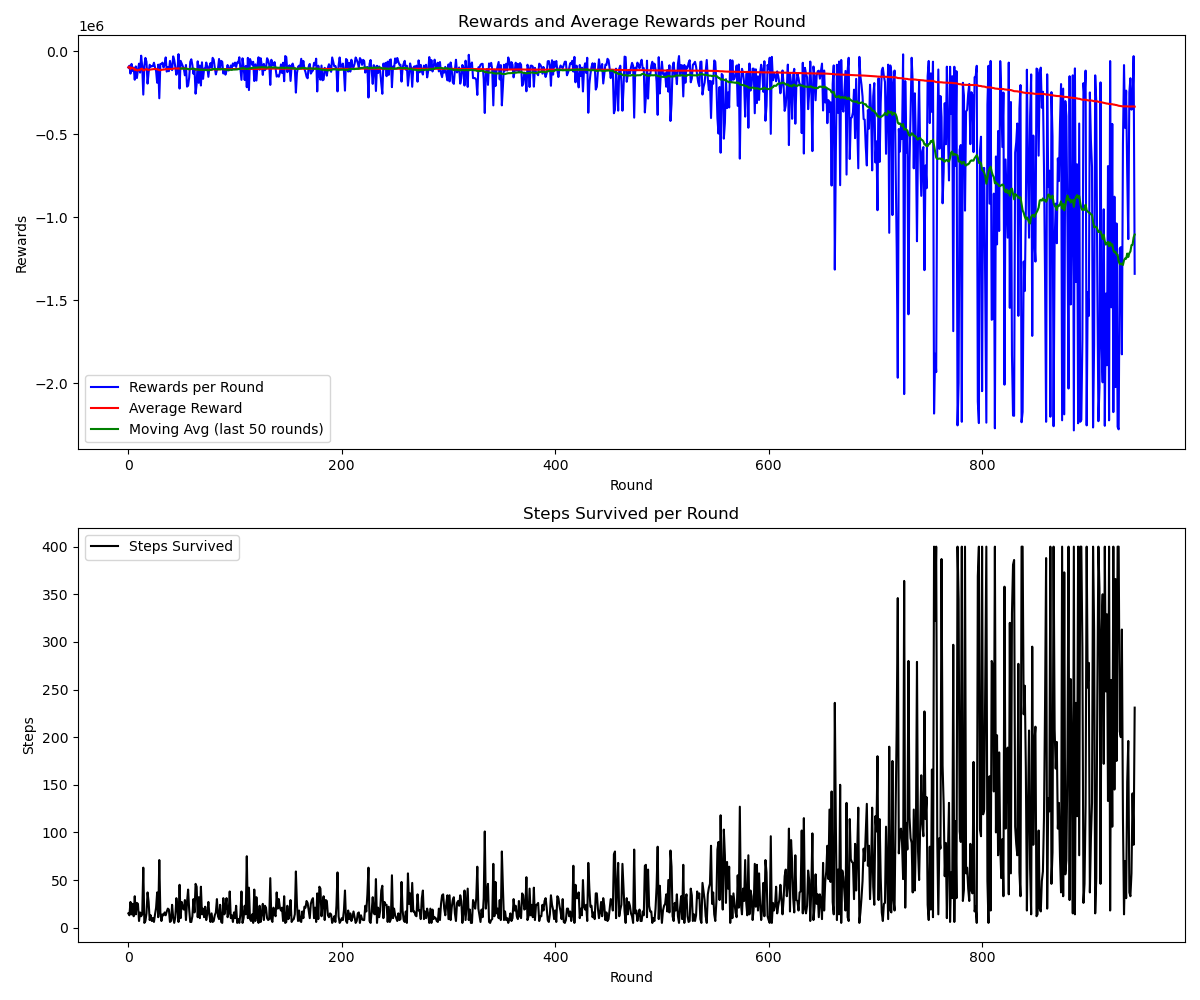 Rewards and Average Rewards per Round
1e6
0.0
−0.5
−1.0
−1.5
−2.0
Rewards
Rewards per Round
Average Reward
Moving Avg (last 50 rounds)
0 200 400 600 800
Round
Steps Survived per Round
Steps Survived
400
350
300
250
200
150
100
50
0
Steps
0 200 400 600 800
Round